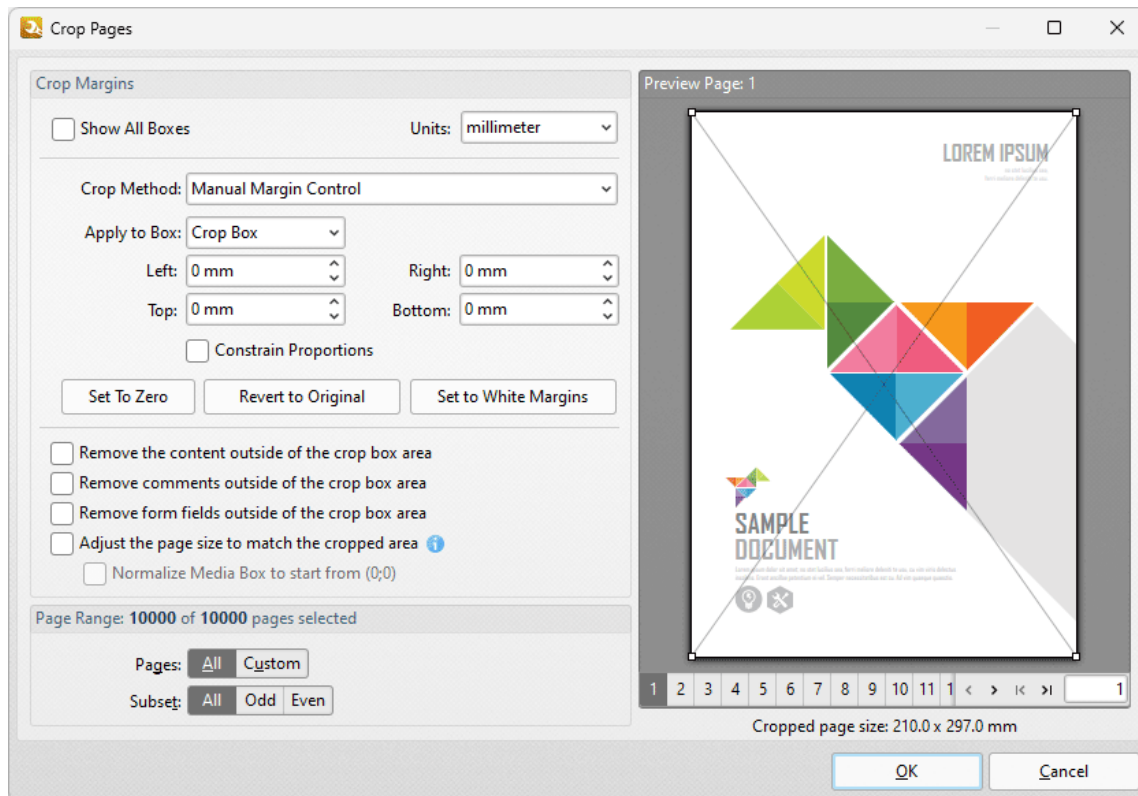 Crop Pages
Crop Margins
Show All Boxes
Units: millimeter
Crop Method: Manual Margin Control
Apply to Box: Crop Box
Left: 0 mm
Right: 0 mm
Top: 0 mm
Bottom: 0 mm
Constrain Proportions
Set To Zero
Revert to Original
Set to White Margins
Remove the content outside of the crop box area
Remove comments outside of the crop box area
Remove form fields outside of the crop box area
Adjust the page size to match the cropped area
Normalize Media Box to start from (0;0)
Page Range: 10000 of 10000 pages selected
Pages: All Custom
Subset: All Odd Even
Preview Page: 1
LOREM IPSUM
SAMPLE
DOCUMENT
1 2 3 4 5 6 7 8 9 10 11 1 1
Cropped page size: 210.0 x 297.0 mm
OK
Cancel